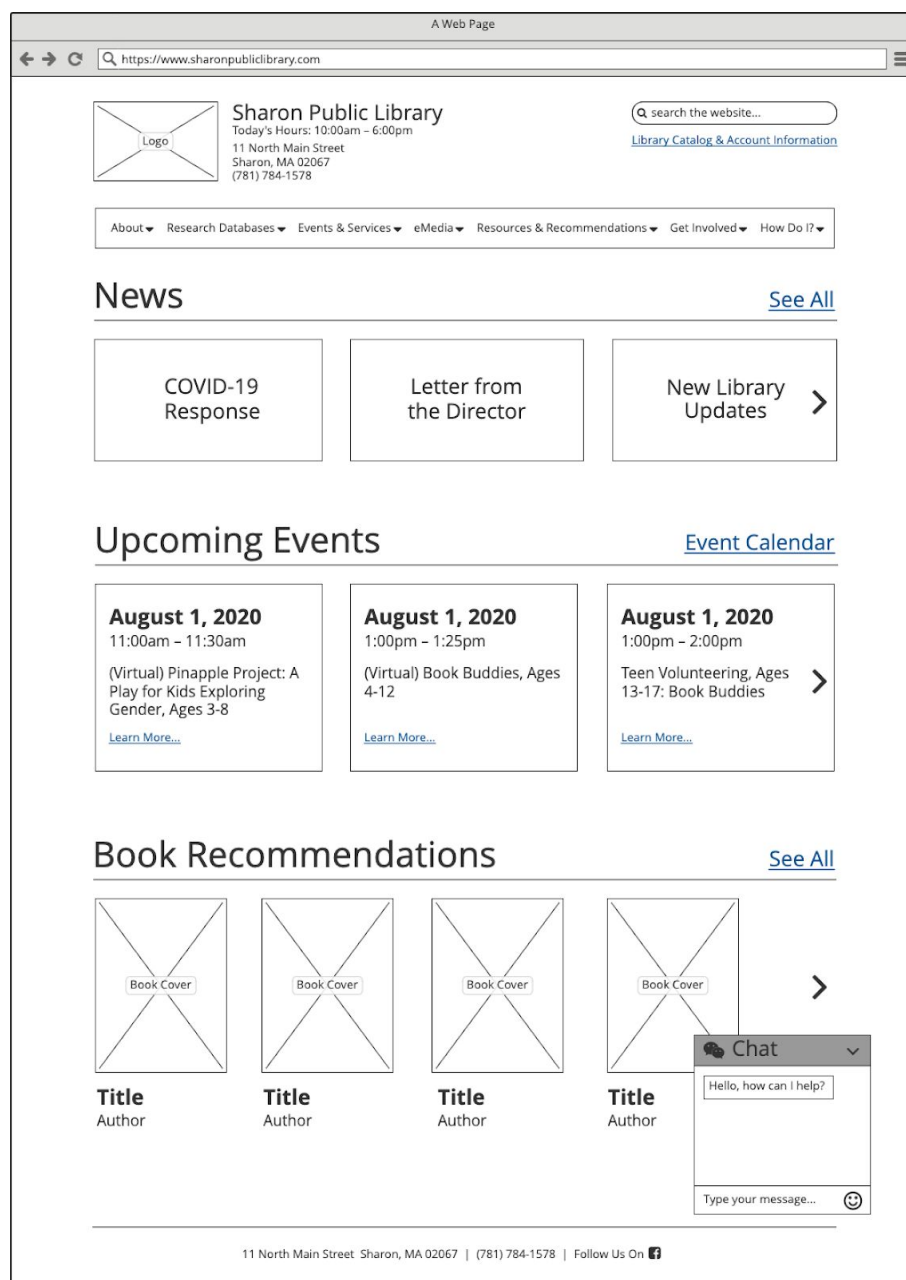 A Web Page
https://www.sharonpubliclibrary.com
Logo
Sharon Public Library
Today's Hours: 10:00am – 6:00pm
11 North Main Street
Sharon, MA 02067
(781) 784-1578
search the website...
Library Catalog & Account Information
About Research Databases Events & Services eMedia Resources & Recommendations Get Involved How Do I?
News
See All
COVID-19
Response
Letter from
the Director
New Library
Updates
Upcoming Events
Event Calendar
August 1, 2020
11:00am – 11:30am
(Virtual) Pinapple Project: A
Play for Kids Exploring
Gender, Ages 3-8
Learn More...
August 1, 2020
1:00pm – 1:25pm
(Virtual) Book Buddies, Ages
4-12
Learn More...
August 1, 2020
1:00pm – 2:00pm
Teen Volunteering, Ages
13-17: Book Buddies
Learn More...
Book Recommendations
See All
Book Cover
Title
Author
Book Cover
Title
Author
Book Cover
Title
Author
Book Cover
Title
Author
Chat
Hello, how can I help?
Type your message...
11 North Main Street Sharon, MA 02067 | (781) 784-1578 | Follow Us On